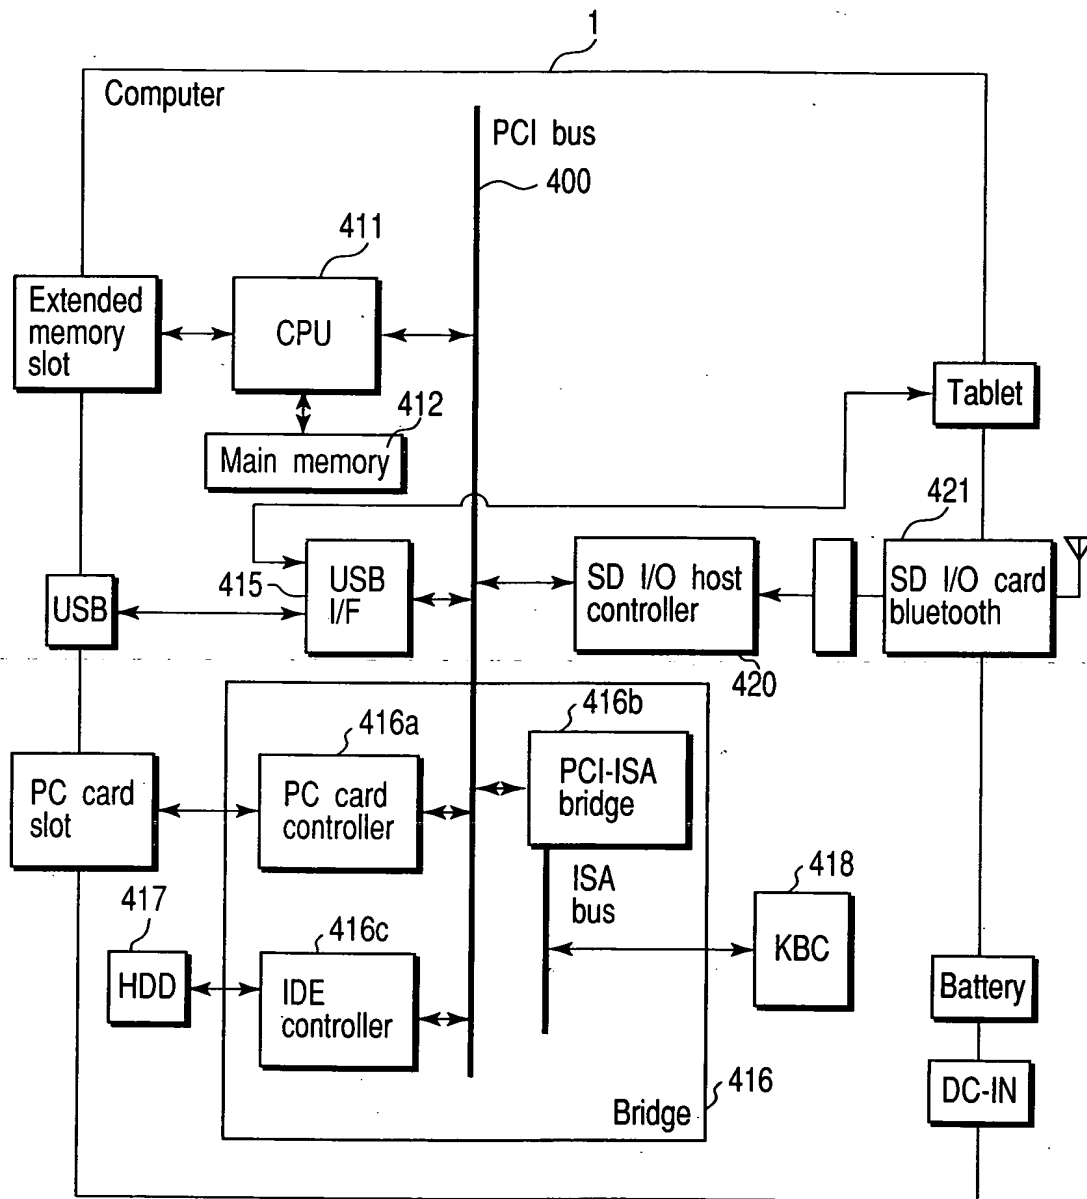 1
Computer
PCI bus
400
411
Extended
memory
slot
CPU
Tablet
412
Main memory
421
415
USB
I/F
SD I/O host
controller
SD I/O card
bluetooth
USB
420
416a
416b
PC card
slot
PC card
controller
PCI-ISA
bridge
ISA
bus
418
417
416c
HDD
IDE
controller
KBC
Battery
DC-IN
416
Bridge